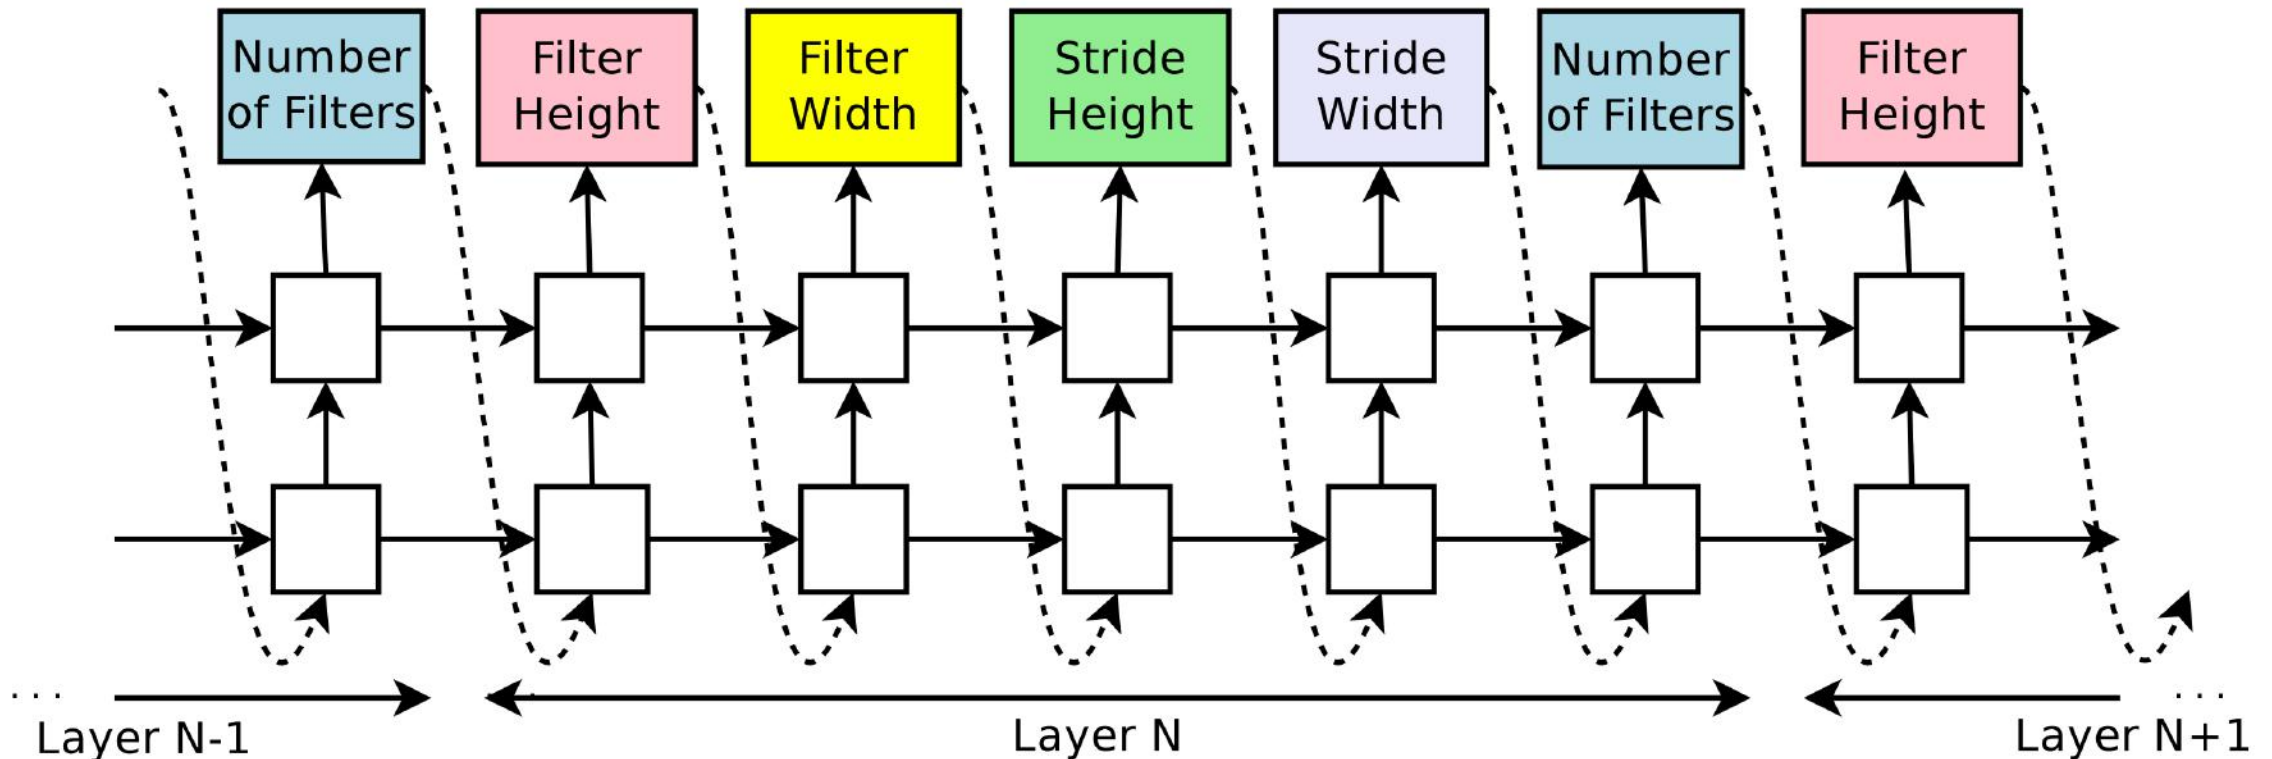 Number
of Filters
Filter
Height
Filter
Width
Stride
Height
Stride
Width
Number
of Filters
Filter
Height
. . .
Layer N-1
Layer N
. . .
Layer N+1